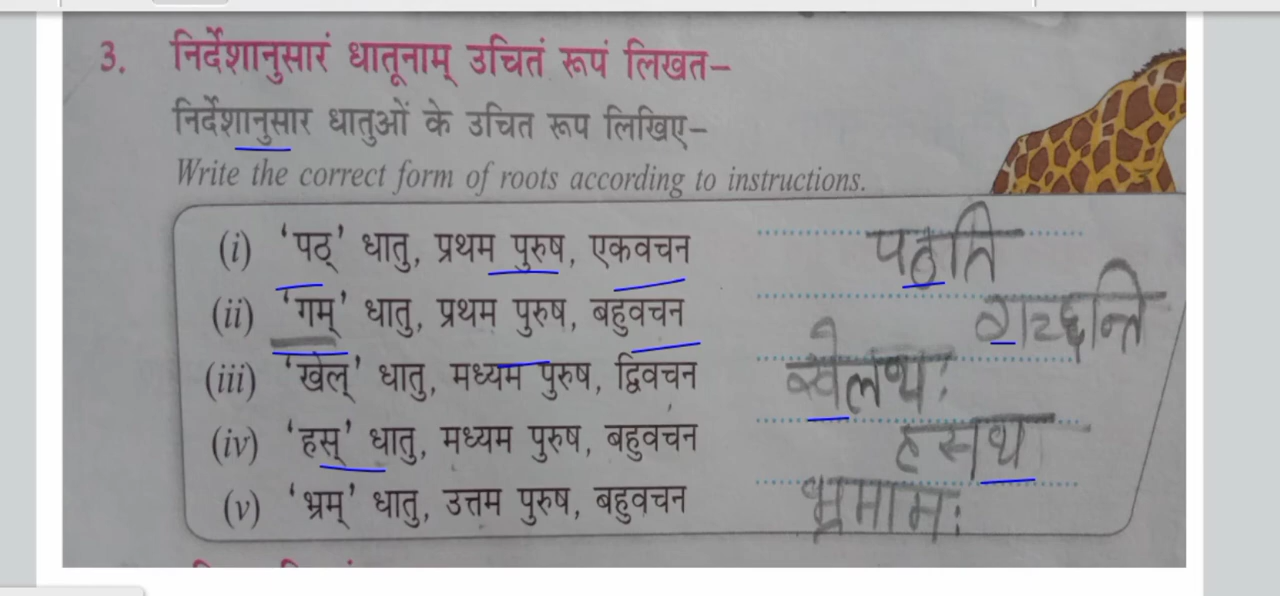 3. निर्देशानुसारं धातूनाम् उचितं रूपं लिखत–
निर्देशानुसार धातुओं के उचित रूप लिखिए–
Write the correct form of roots according to instructions.
(i) ‘पठ्’ धातु, प्रथम पुरुष, एकवचन पठति
(ii) ‘गम्’ धातु, प्रथम पुरुष, बहुवचन गच्छन्ति
(iii) ‘खेल्’ धातु, मध्यम पुरुष, द्विवचन खेलथः
(iv) ‘हस्’ धातु, मध्यम पुरुष, बहुवचन हसथ
(v) ‘भ्रम्’ धातु, उत्तम पुरुष, बहुवचन भ्रमामः